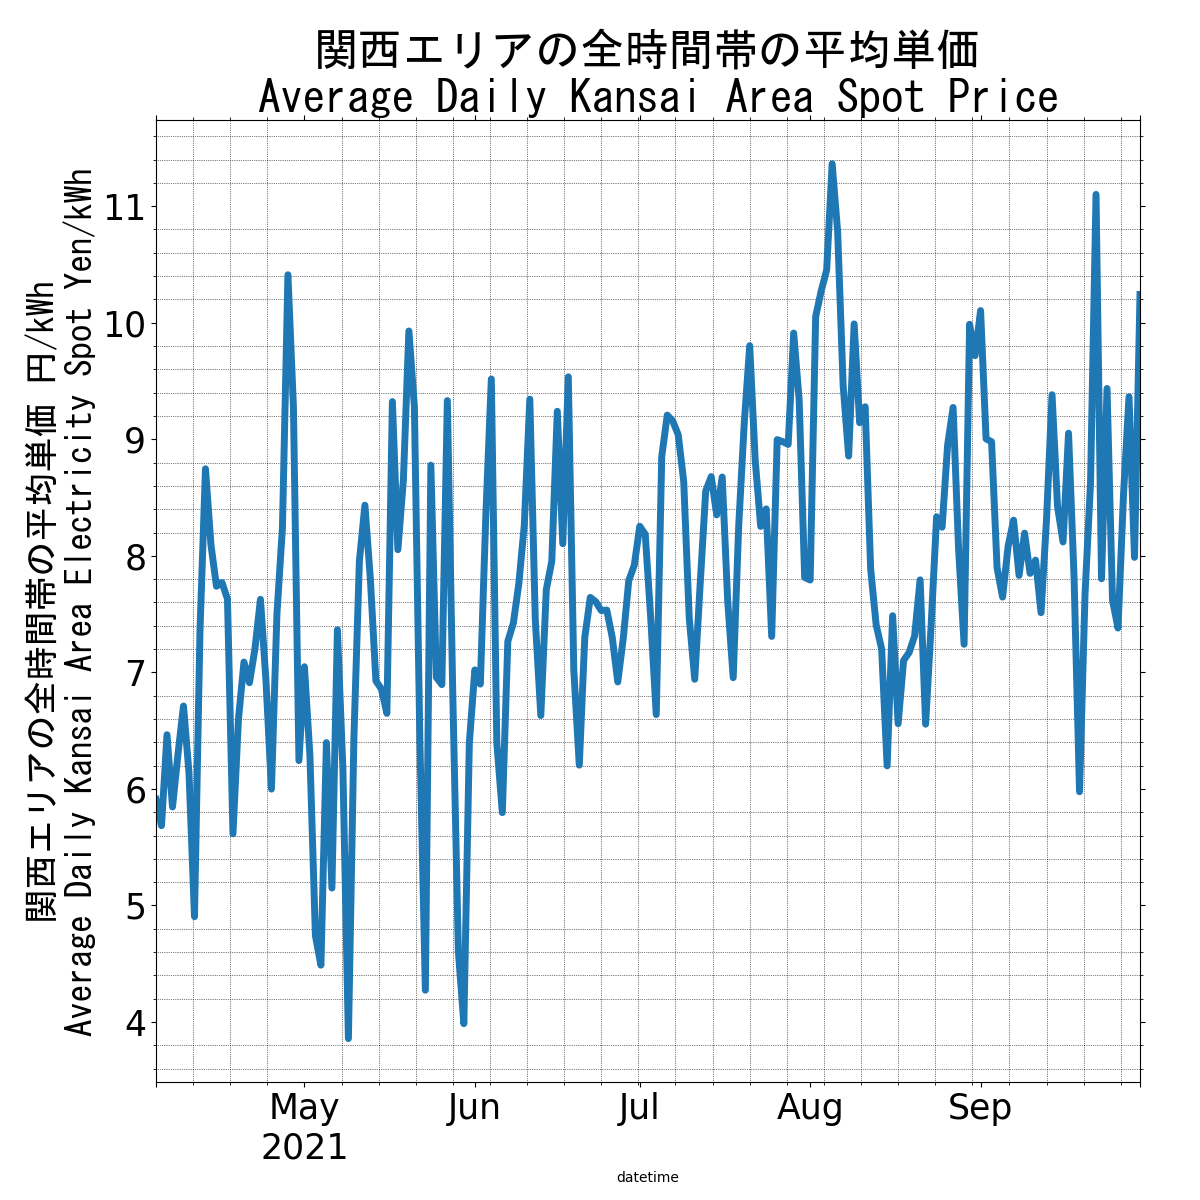 関西エリアの全時間帯の平均単価
Average Daily Kansai Area Spot Price
関西エリアの全時間帯の平均単価 円/kWh
Average Daily Kansai Area Electricity Spot Yen/kWh
11
10
9
8
7
6
5
4
May
2021
Jun
Jul
Aug
Sep
datetime